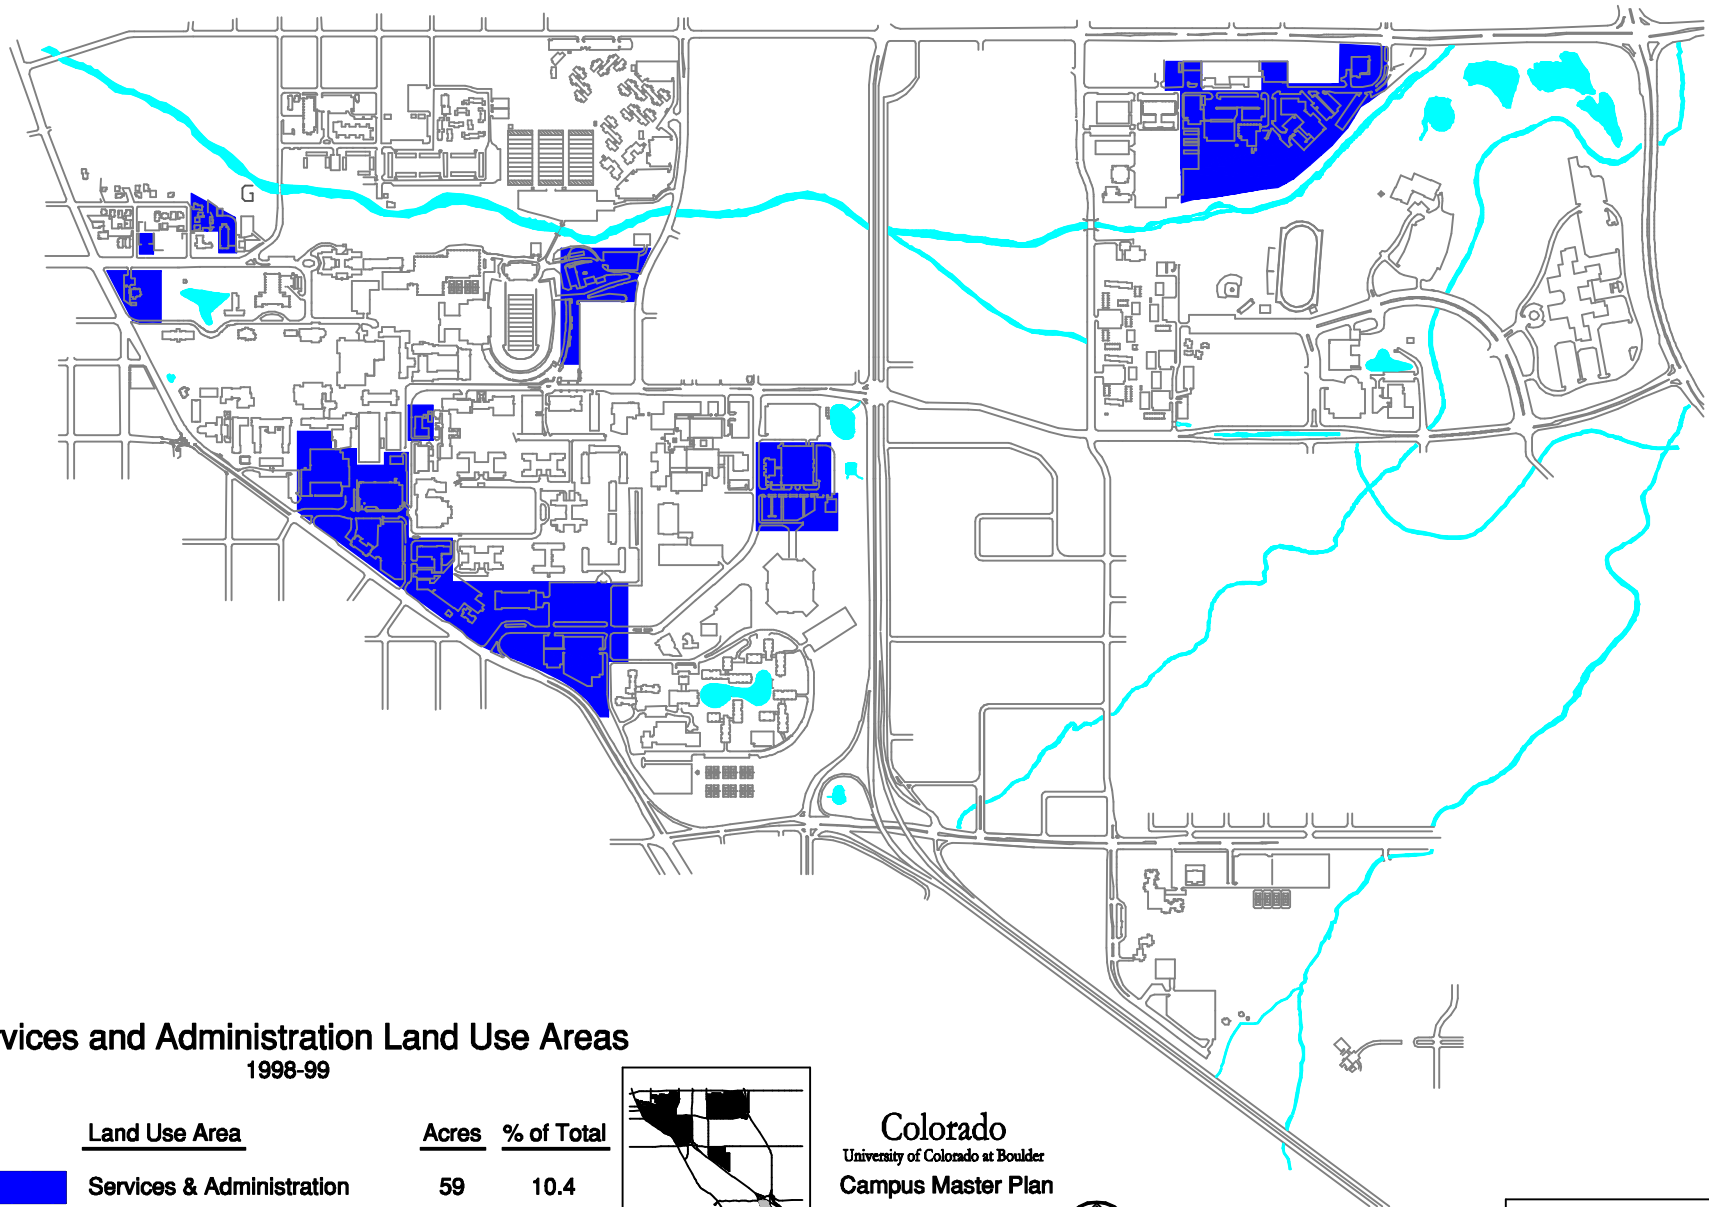 G
rvices and Administration Land Use Areas
1998-99
Land Use Area Acres % of Total
Services & Administration 59 10.4
Colorado
University of Colorado at Boulder
Campus Master Plan